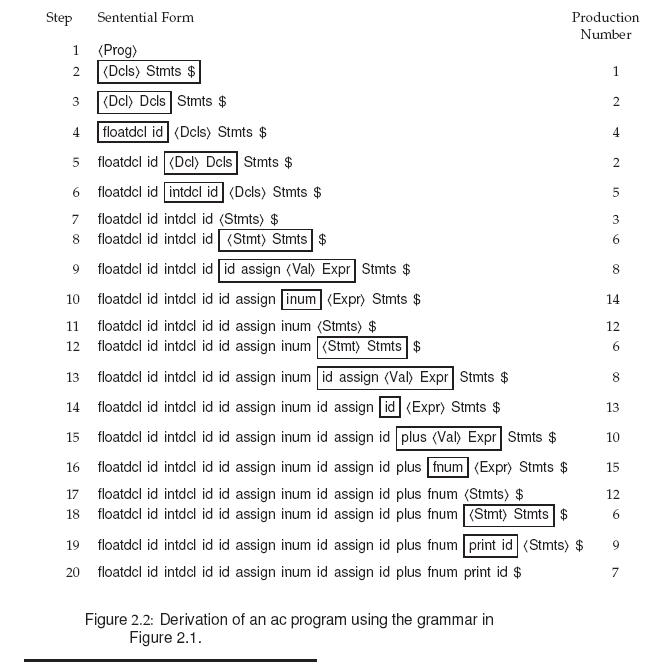 Step Sentential Form Production
Number
1 ⟨Prog⟩
2 ⟨Dcls⟩ Stmts $ 1
3 ⟨Dcl⟩ Dcls Stmts $ 2
4 floatdcl id ⟨Dcls⟩ Stmts $ 4
5 floatdcl id ⟨Dcl⟩ Dcls Stmts $ 2
6 floatdcl id intdcl id ⟨Dcls⟩ Stmts $ 5
7 floatdcl id intdcl id ⟨Stmts⟩ $ 3
8 floatdcl id intdcl id ⟨Stmt⟩ Stmts $ 6
9 floatdcl id intdcl id id assign ⟨Val⟩ Expr Stmts $ 8
10 floatdcl id intdcl id id assign inum ⟨Expr⟩ Stmts $ 14
11 floatdcl id intdcl id id assign inum ⟨Stmts⟩ $ 12
12 floatdcl id intdcl id id assign inum ⟨Stmt⟩ Stmts $ 6
13 floatdcl id intdcl id id assign inum id assign ⟨Val⟩ Expr Stmts $ 8
14 floatdcl id intdcl id id assign inum id assign id ⟨Expr⟩ Stmts $ 13
15 floatdcl id intdcl id id assign inum id assign id plus ⟨Val⟩ Expr Stmts $ 10
16 floatdcl id intdcl id id assign inum id assign id plus fnum ⟨Expr⟩ Stmts $ 15
17 floatdcl id intdcl id id assign inum id assign id plus fnum ⟨Stmts⟩ $ 12
18 floatdcl id intdcl id id assign inum id assign id plus fnum ⟨Stmt⟩ Stmts $ 6
19 floatdcl id intdcl id id assign inum id assign id plus fnum print id ⟨Stmts⟩ $ 9
20 floatdcl id intdcl id id assign inum id assign id plus fnum print id $ 7
Figure 2.2: Derivation of an ac program using the grammar in
Figure 2.1.